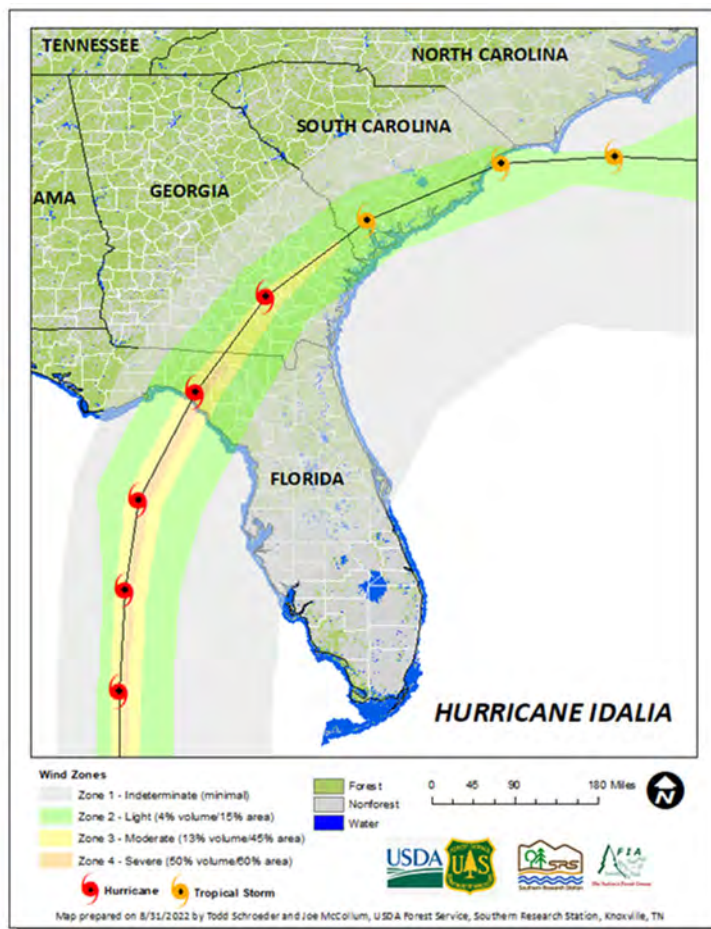 TENNESSEE
NORTH CAROLINA
SOUTH CAROLINA
AMA
GEORGIA
FLORIDA
HURRICANE IDALIA
Wind Zones
Zone 1 - Indeterminate (minimal)
Zone 2 - Light (4% volume/15% area)
Zone 3 - Moderate (13% volume/45% area)
Zone 4 - Severe (50% volume/60% area)
Hurricane
Tropical Storm
Forest
Nonforest
Water
0 45 90 180 Miles
N
USDA
UAS
SRS
Southern Research Station
FIA
Map prepared on 8/31/2022 by Todd Schroeder and Joe McCollum, USDA Forest Service, Southern Research Station, Knoxville, TN